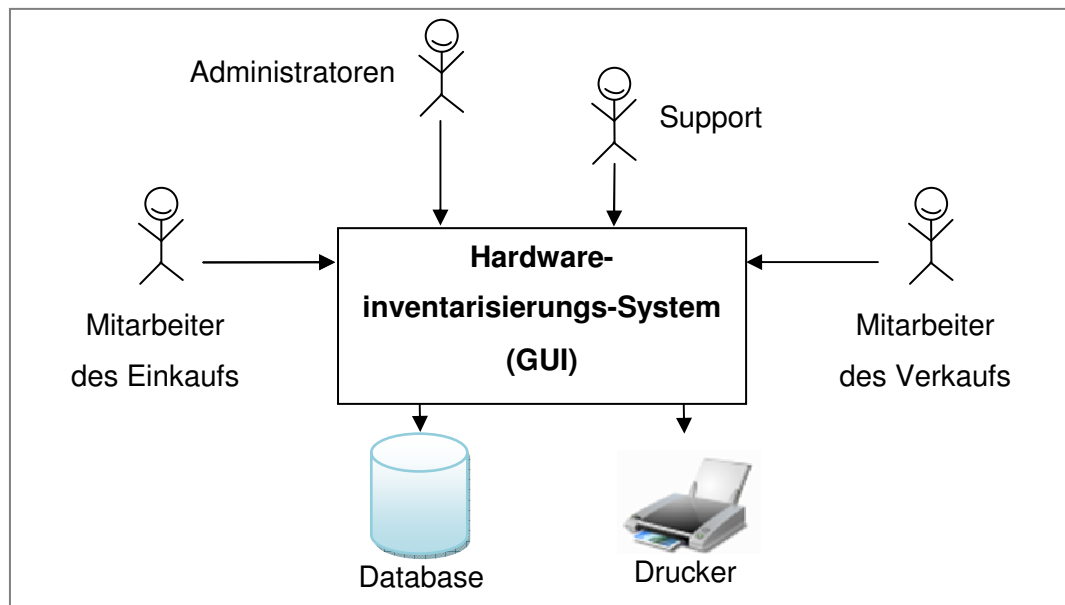 Administratoren
Support
Hardware-
inventarisierungs-System
(GUI)
Mitarbeiter
des Einkaufs
Mitarbeiter
des Verkaufs
Database
Drucker